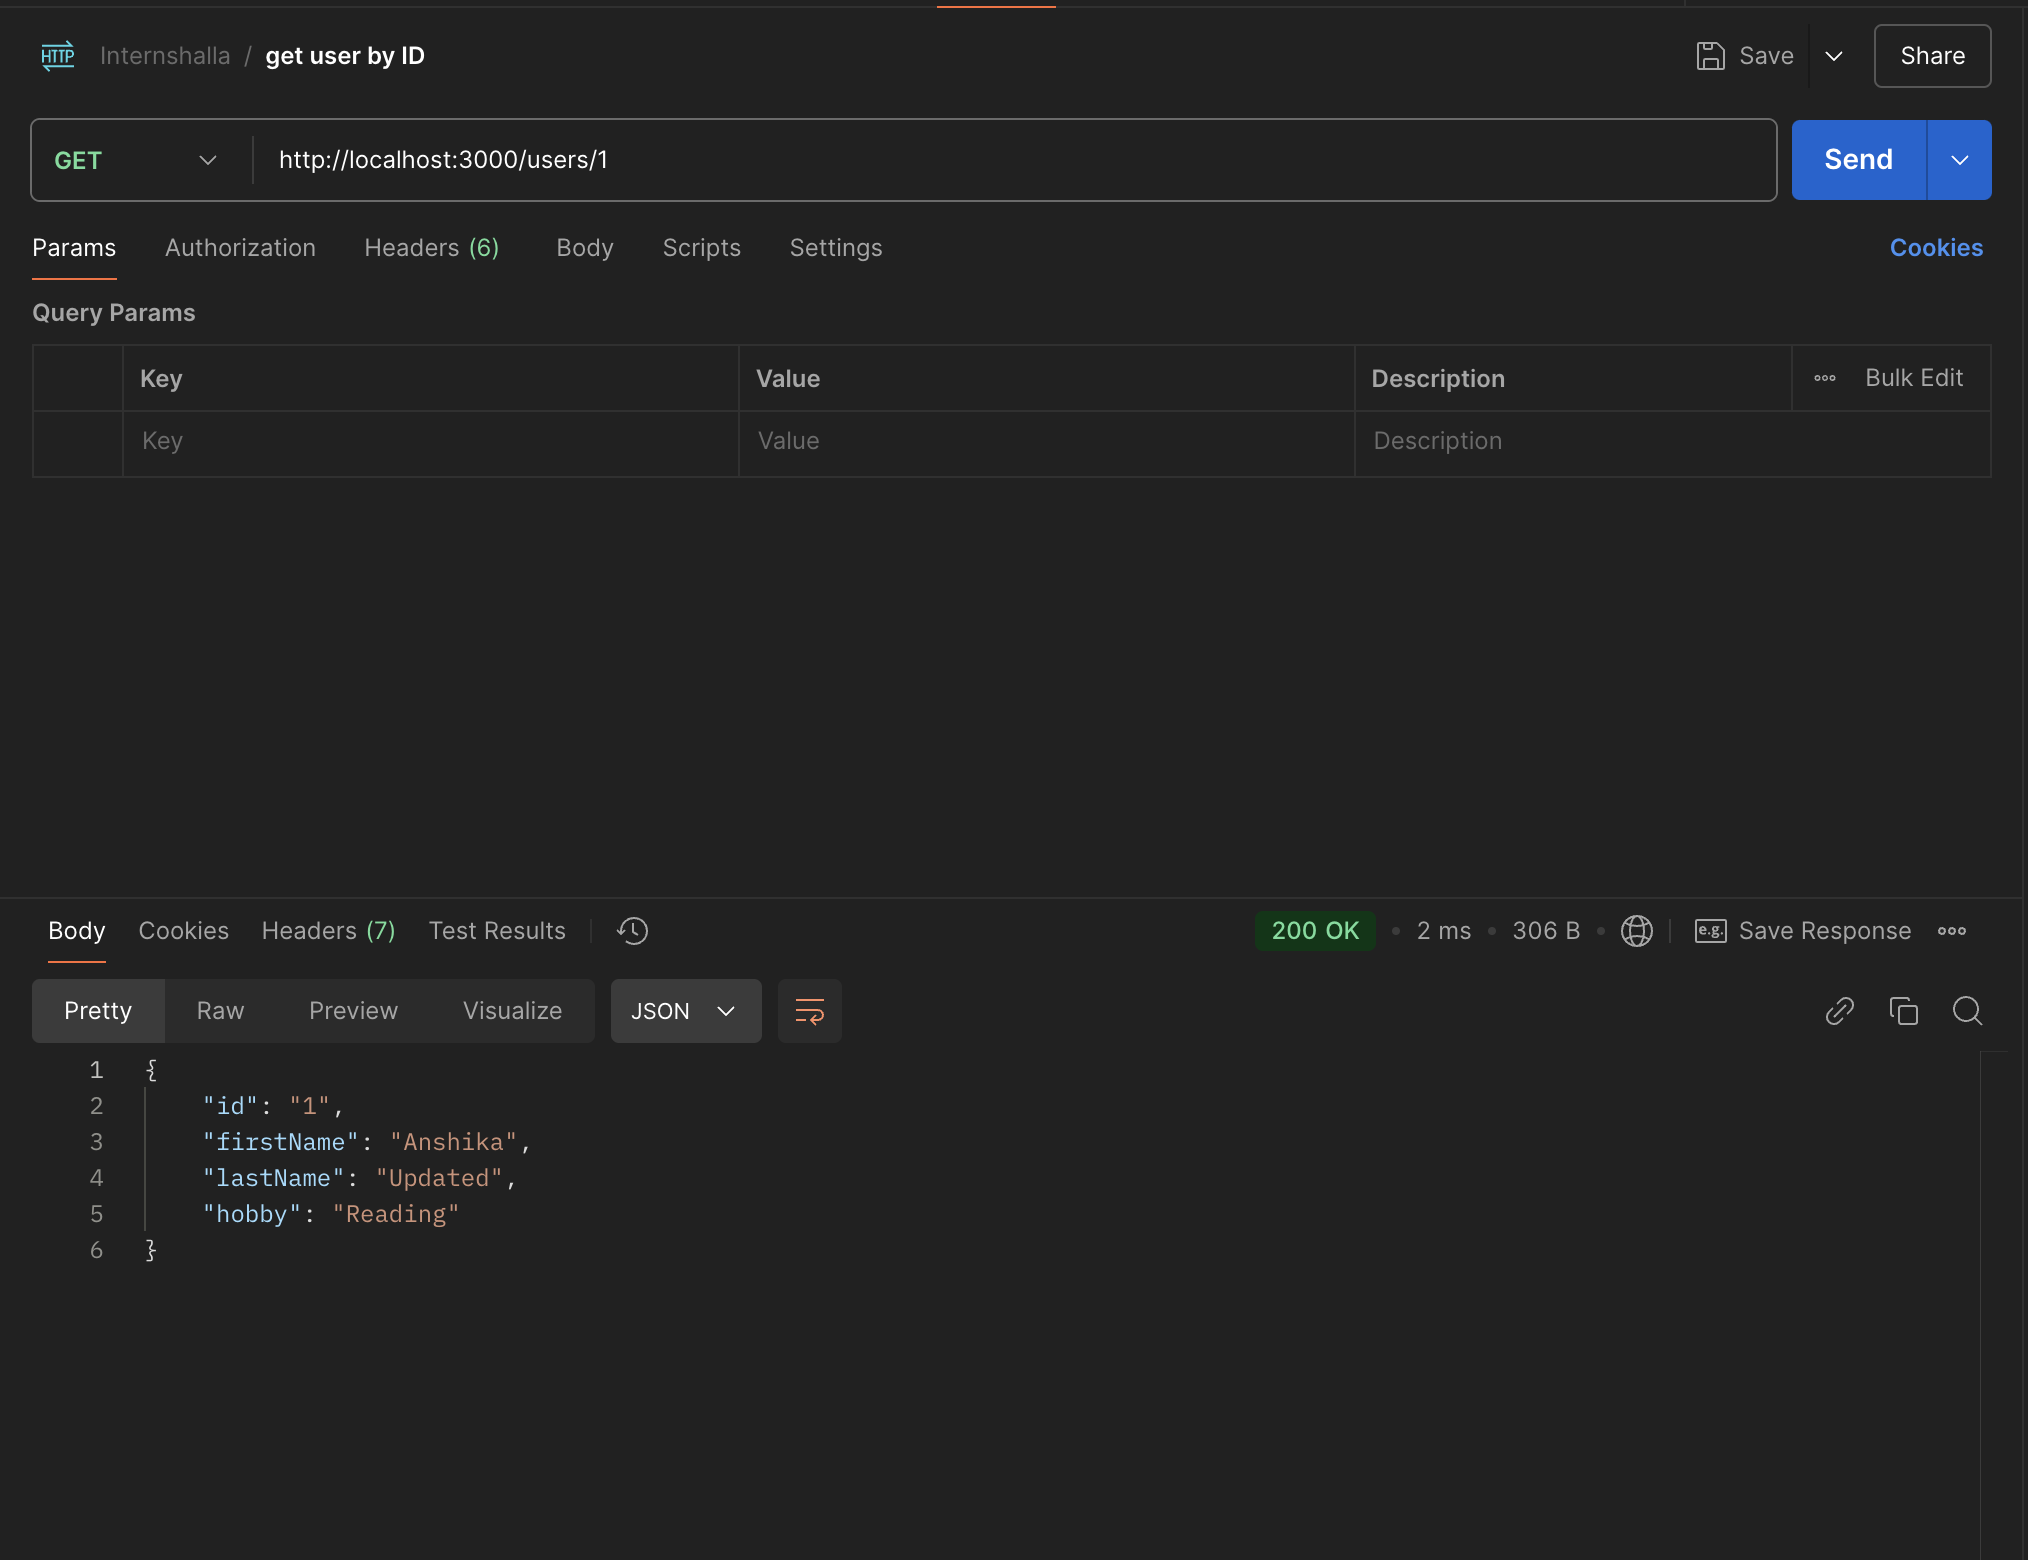 HTTP Internshalla / get user by ID Save Share
GET http://localhost:3000/users/1 Send
Params Authorization Headers (6) Body Scripts Settings Cookies
Query Params
Key Value Description Bulk Edit
Key Value Description
Body Cookies Headers (7) Test Results 200 OK • 2 ms • 306 B • e.g. Save Response
Pretty Raw Preview Visualize JSON
1 {
2 "id": "1",
3 "firstName": "Anshika",
4 "lastName": "Updated",
5 "hobby": "Reading"
6 }